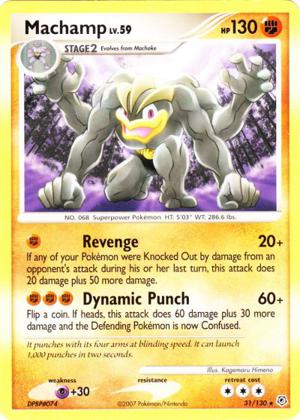 Machamp LV.59
HP 130
STAGE 2 Evolves from Machoke
NO. 068 Superpower Pokémon HT: 5'03" WT: 286.6 lbs.
Revenge 20+
If any of your Pokémon were Knocked Out by damage from an
opponent's attack during his or her last turn, this attack does
20 damage plus 50 more damage.
Dynamic Punch 60+
Flip a coin. If heads, this attack does 60 damage plus 30 more
damage and the Defending Pokémon is now Confused.
It punches with its four arms at blinding speed. It can launch
1,000 punches in two seconds.
Illus. Kagemaru Himeno
weakness resistance retreat cost
+30
DPBP#074 ©2007 Pokémon/Nintendo 31/130 ★